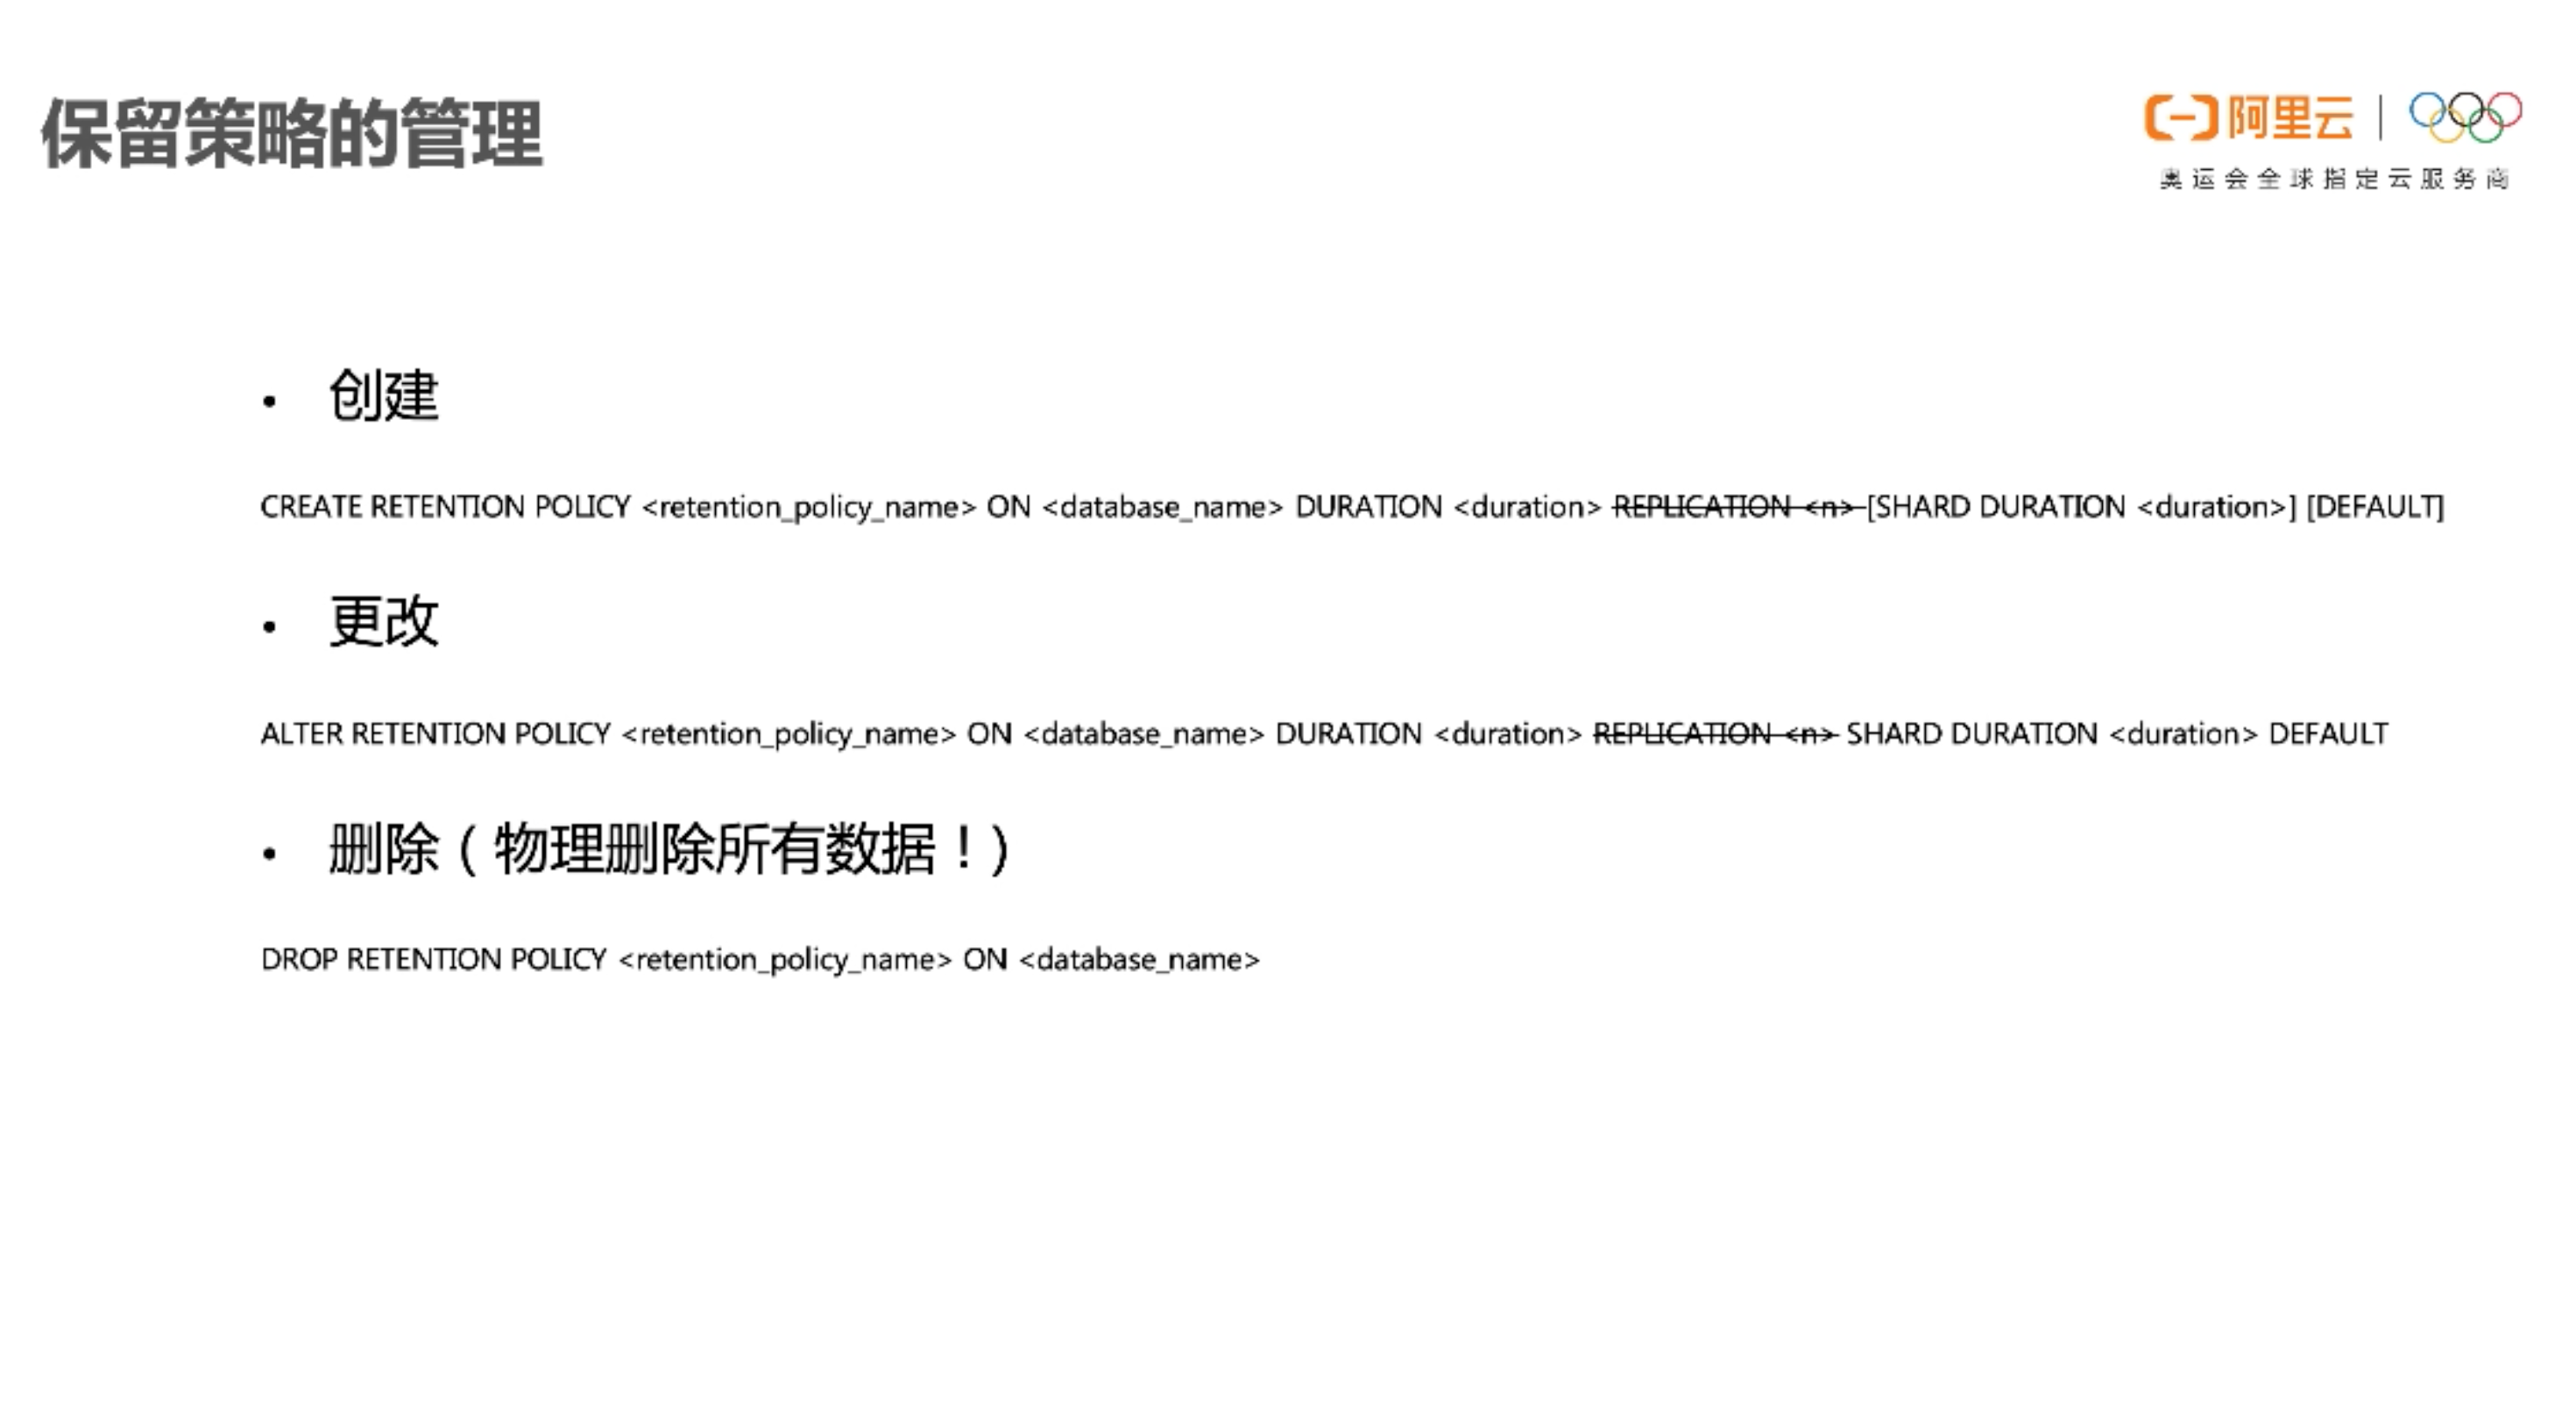 保留策略的管理
阿里云
奥运会全球指定云服务商
• 创建
CREATE RETENTION POLICY <retention_policy_name> ON <database_name> DURATION <duration> REPLICATION <n> [SHARD DURATION <duration>] [DEFAULT]
• 更改
ALTER RETENTION POLICY <retention_policy_name> ON <database_name> DURATION <duration> REPLICATION <n> SHARD DURATION <duration> DEFAULT
• 删除（物理删除所有数据！）
DROP RETENTION POLICY <retention_policy_name> ON <database_name>